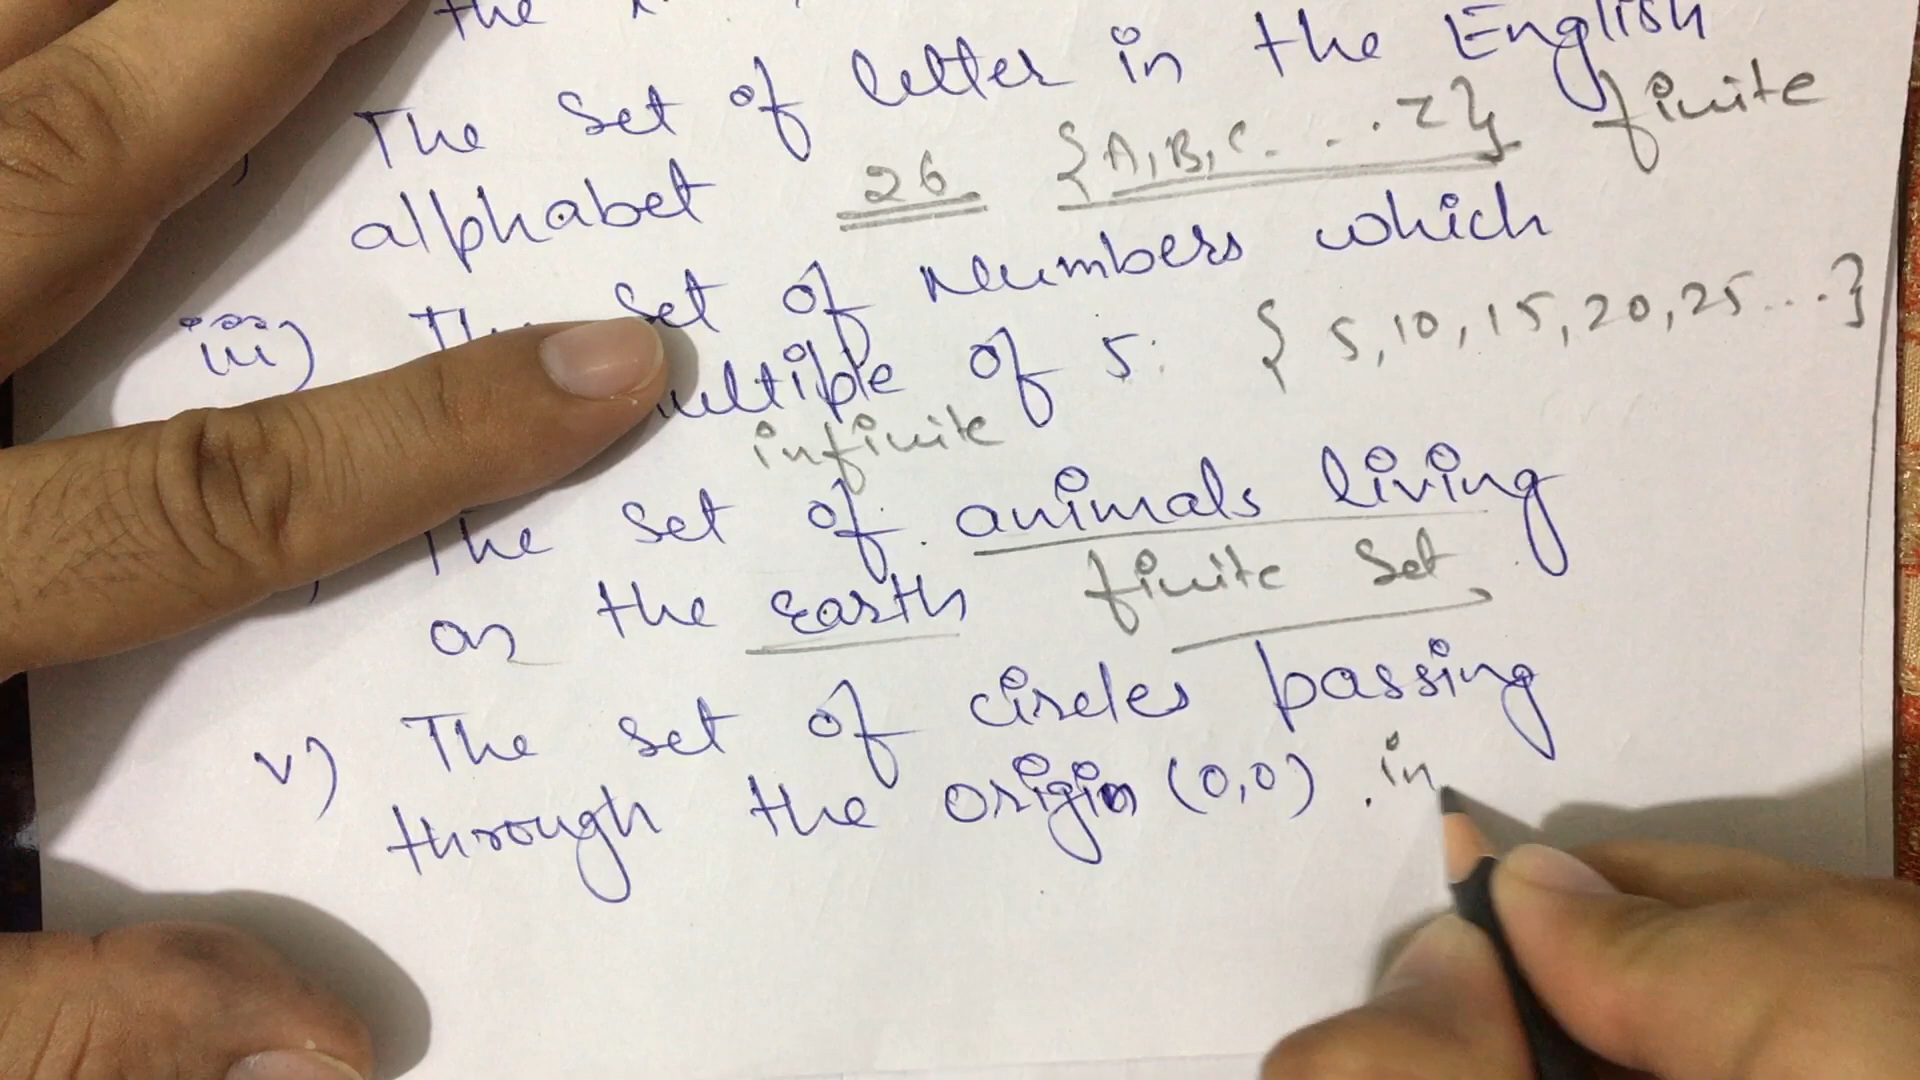 the
The Set of letter in the English
alphabet 26 {A, B, C. . . . Z} finite
iii) The Set of Numbers which
multiple of 5. { 5, 10, 15, 20, 25 ....}
infinite
The Set of animals living
on the Earth finite Set
v) The Set of circles passing
through the origin (0,0) . in